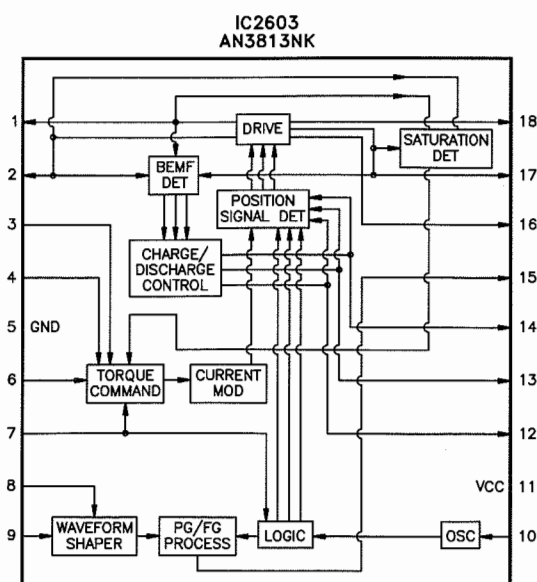 IC2603
AN3813NK
1
DRIVE
18
SATURATION
DET
2
BEMF
DET
17
POSITION
SIGNAL DET
3
16
CHARGE/
DISCHARGE
CONTROL
4
15
5
GND
14
6
TORQUE
COMMAND
CURRENT
MOD
13
7
12
8
VCC
11
9
WAVEFORM
SHAPER
PG/FG
PROCESS
LOGIC
OSC
10